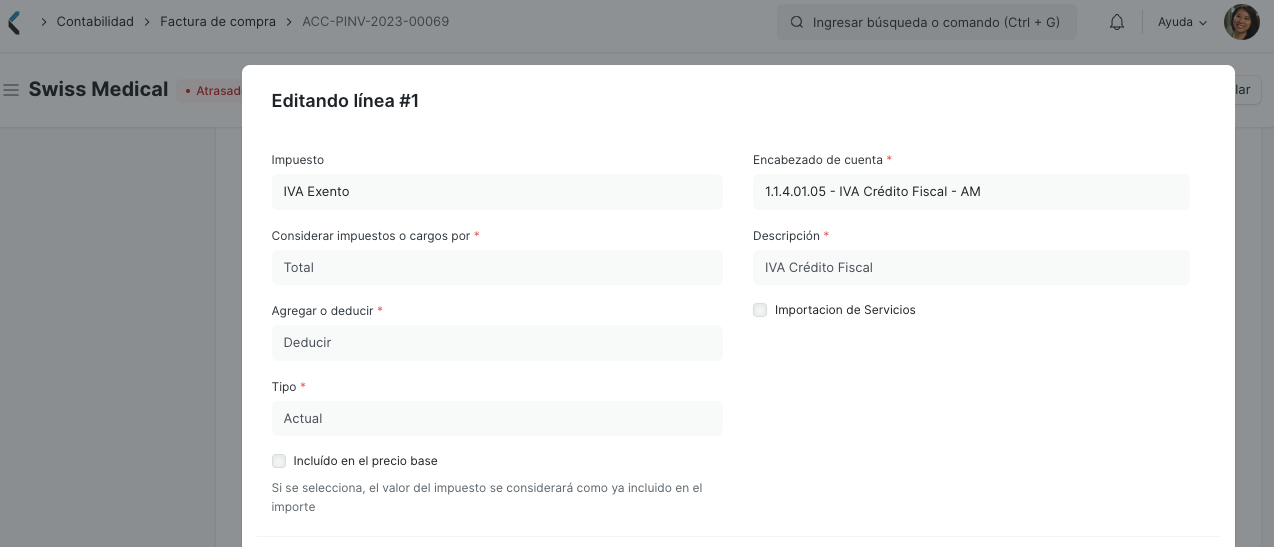 Contabilidad
Factura de compra
ACC-PINV-2023-00069
Ingresar búsqueda o comando (Ctrl + G)
Ayuda
Swiss Medical
Atrasad
lar
Editando línea #1
Impuesto
IVA Exento
Encabezado de cuenta *
1.1.4.01.05 - IVA Crédito Fiscal - AM
Considerar impuestos o cargos por *
Total
Descripción *
IVA Crédito Fiscal
Agregar o deducir *
Deducir
Importacion de Servicios
Tipo *
Actual
Incluído en el precio base
Si se selecciona, el valor del impuesto se considerará como ya incluido en el
importe